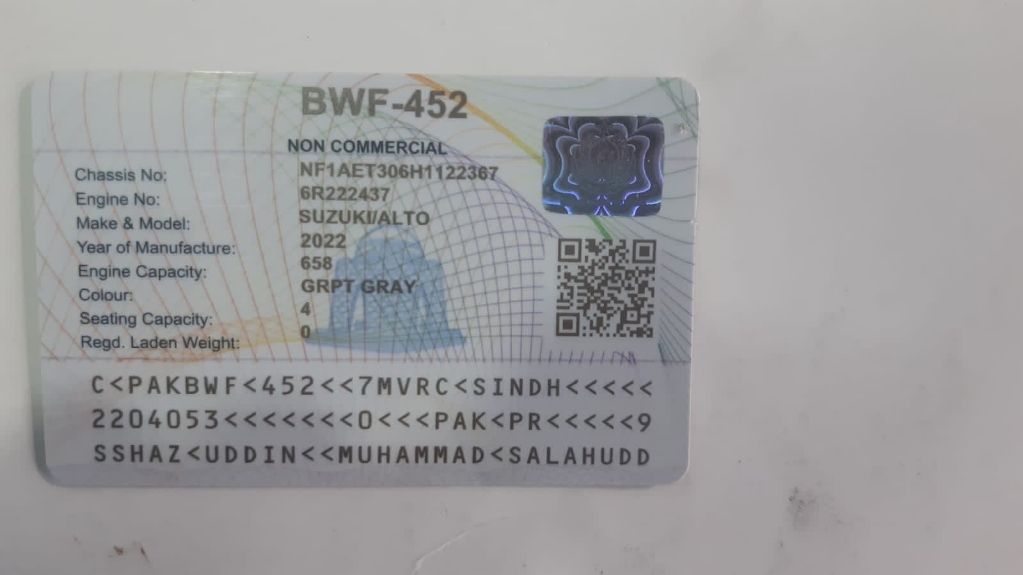 BWF-452
NON COMMERCIAL
Chassis No: NF1AET306H1122367
Engine No: 6R222437
Make & Model: SUZUKI/ALTO
Year of Manufacture: 2022
Engine Capacity: 658
Colour: GRPT GRAY
Seating Capacity: 4
Regd. Laden Weight: 0
C<PAKBWF<452<<7MVRC<SINDH<<<<<
2204053<<<<<<<0<<<PAK<PR<<<<<9
SSHAZ<UDDIN<<MUHAMMAD<SALAHUDD